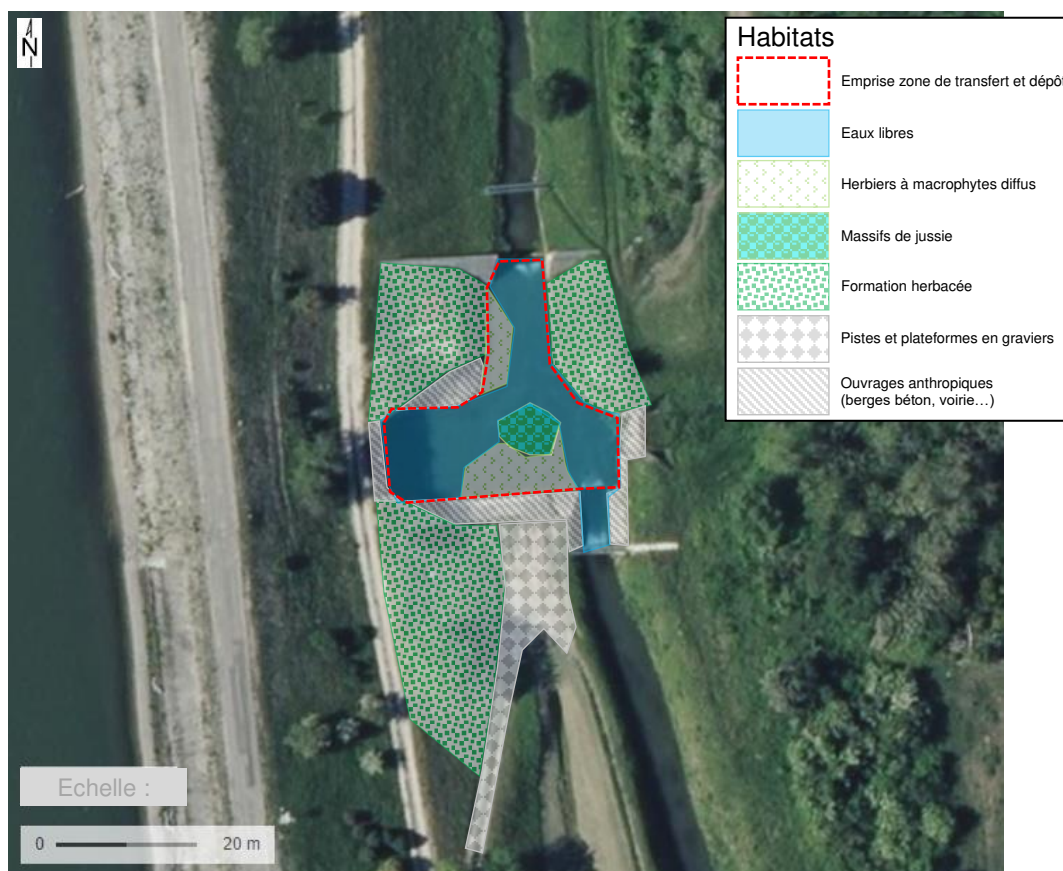 N
Habitats
Emprise zone de transfert et dépôt
Eaux libres
Herbiers à macrophytes diffus
Massifs de jussie
Formation herbacée
Pistes et plateformes en graviers
Ouvrages anthropiques
(berges béton, voirie…)
Echelle :
0 20 m